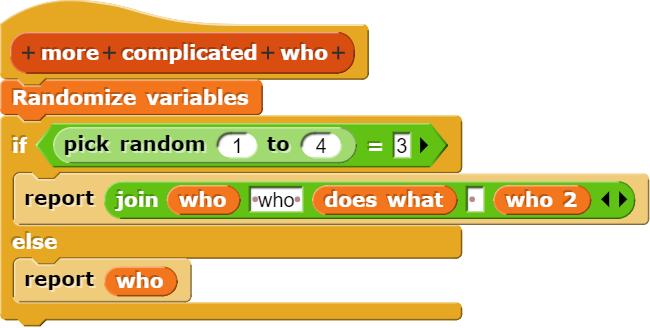 + more + complicated + who +
Randomize variables
if pick random 1 to 4 = 3
report join who who does what who 2
else
report who